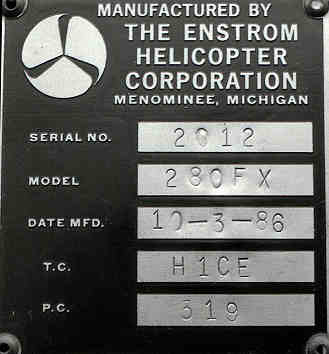 MANUFACTURED BY
THE ENSTROM
HELICOPTER
CORPORATION
MENOMINEE, MICHIGAN
SERIAL NO. 2012
MODEL 280FX
DATE MFD. 10-3-86
T.C. H1CE
P.C. 319